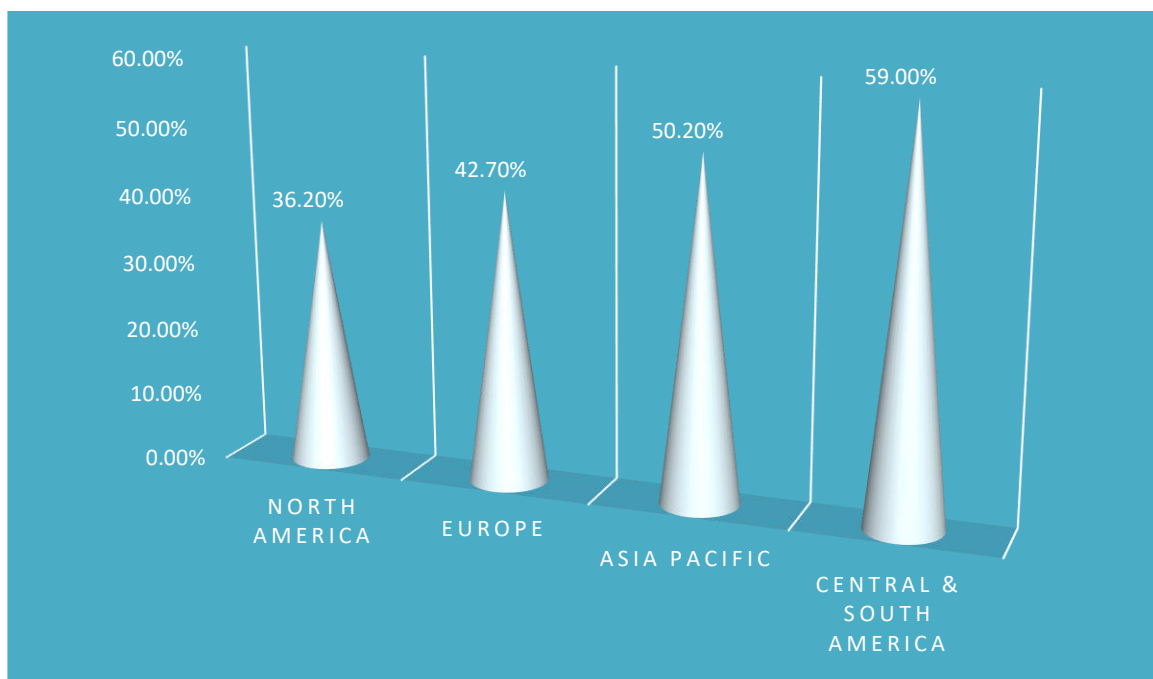 60.00%
50.00%
40.00%
30.00%
20.00%
10.00%
0.00%
36.20%
42.70%
50.20%
59.00%
NORTH
AMERICA
EUROPE
ASIA PACIFIC
CENTRAL &
SOUTH
AMERICA